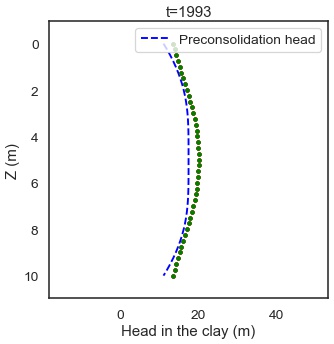 t=1993
Preconsolidation head
0
2
4
6
8
10
Z (m)
0
20
40
Head in the clay (m)